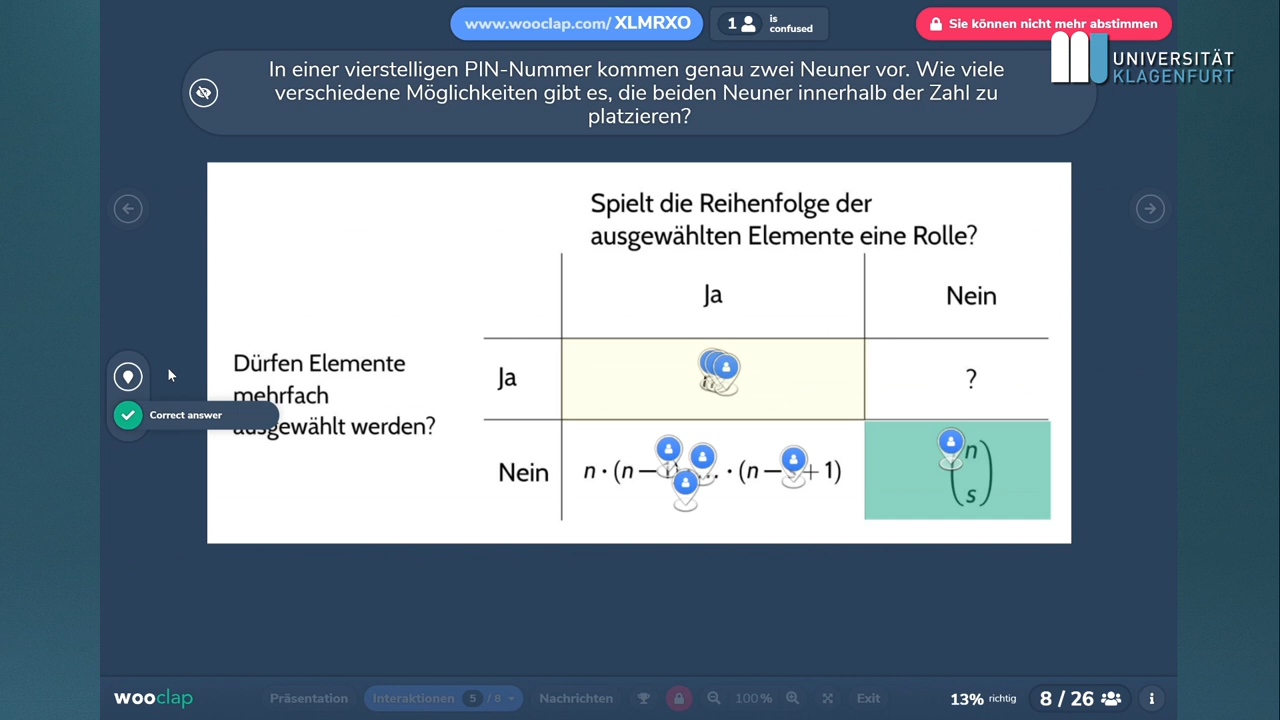 www.wooclap.com/ XLMRXO
1
is
confused
Sie können nicht mehr abstimmen
UNIVERSITÄT
KLAGENFURT
In einer vierstelligen PIN-Nummer kommen genau zwei Neuner vor. Wie viele
verschiedene Möglichkeiten gibt es, die beiden Neuner innerhalb der Zahl zu
platzieren?
Spielt die Reihenfolge der
ausgewählten Elemente eine Rolle?
Ja
Nein
Dürfen Elemente
mehrfach
ausgewählt werden?
Ja
?
Correct answer
Nein
n · (n − ... · (n − + 1)
n
s
wooclap
Präsentation
Interaktionen 5 / 8
Nachrichten
100 %
Exit
13% richtig
8 / 26
i